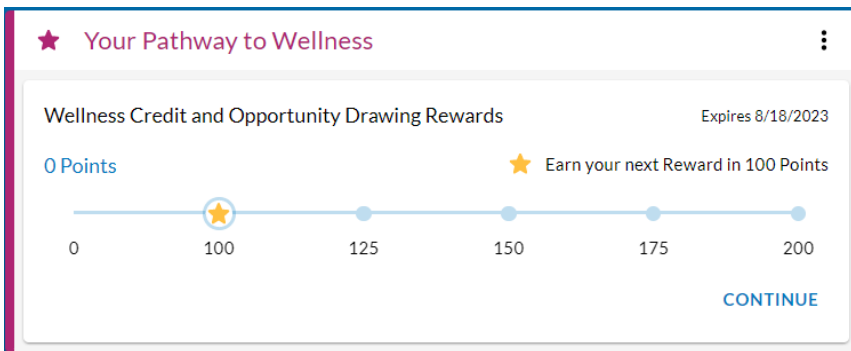 Your Pathway to Wellness
Wellness Credit and Opportunity Drawing Rewards
Expires 8/18/2023
0 Points
Earn your next Reward in 100 Points
0 100 125 150 175 200
CONTINUE